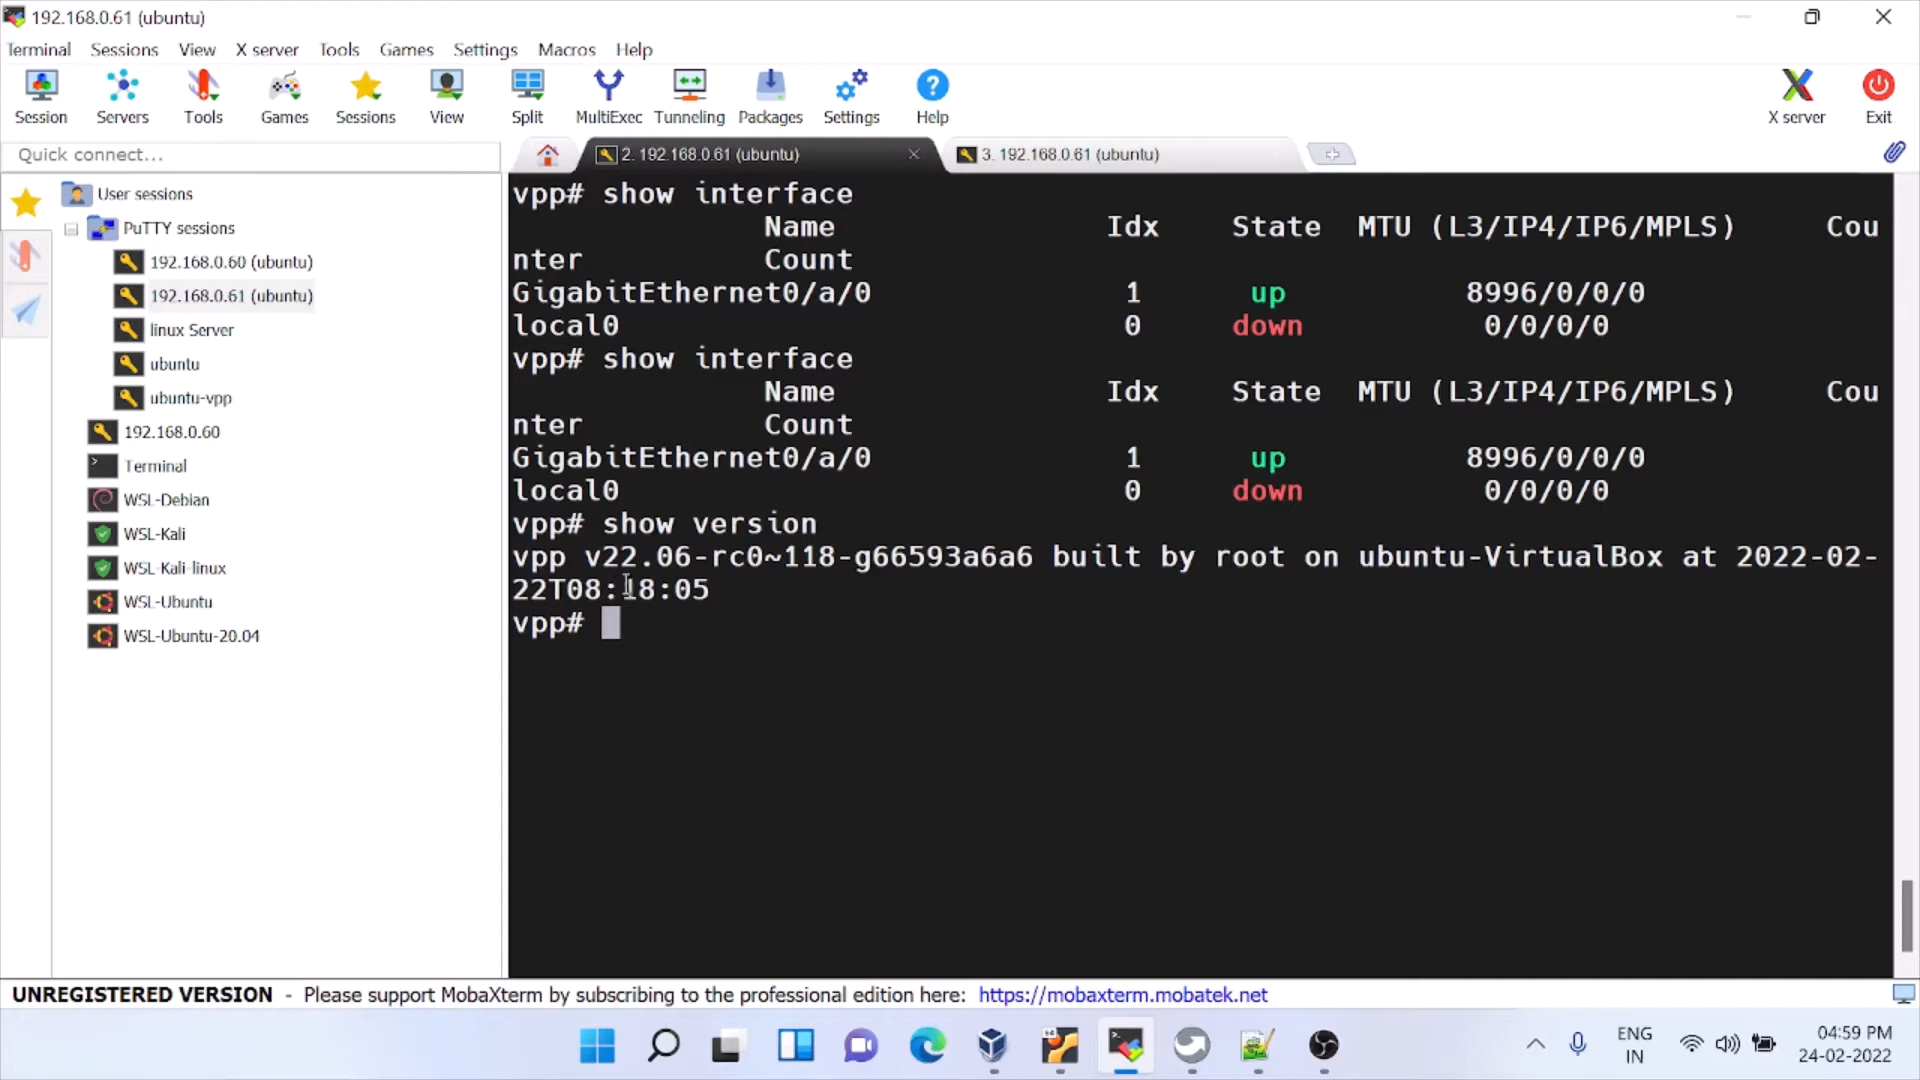 192.168.0.61 (ubuntu)
Terminal Sessions View X server Tools Games Settings Macros Help
Session Servers Tools Games Sessions View Split MultiExec Tunneling Packages Settings Help X server Exit
Quick connect...
2. 192.168.0.61 (ubuntu)
3. 192.168.0.61 (ubuntu)
User sessions
PuTTY sessions
192.168.0.60 (ubuntu)
192.168.0.61 (ubuntu)
linux Server
ubuntu
ubuntu-vpp
192.168.0.60
Terminal
WSL-Debian
WSL-Kali
WSL-Kali-linux
WSL-Ubuntu
WSL-Ubuntu-20.04
vpp# show interface
Name Idx State MTU (L3/IP4/IP6/MPLS) Cou
nter Count
GigabitEthernet0/a/0 1 up 8996/0/0/0
local0 0 down 0/0/0/0
vpp# show interface
Name Idx State MTU (L3/IP4/IP6/MPLS) Cou
nter Count
GigabitEthernet0/a/0 1 up 8996/0/0/0
local0 0 down 0/0/0/0
vpp# show version
vpp v22.06-rc0~118-g66593a6a6 built by root on ubuntu-VirtualBox at 2022-02-
22T08:18:05
vpp#
UNREGISTERED VERSION - Please support MobaXterm by subscribing to the professional edition here: https://mobaxterm.mobatek.net
ENG
IN
04:59 PM
24-02-2022